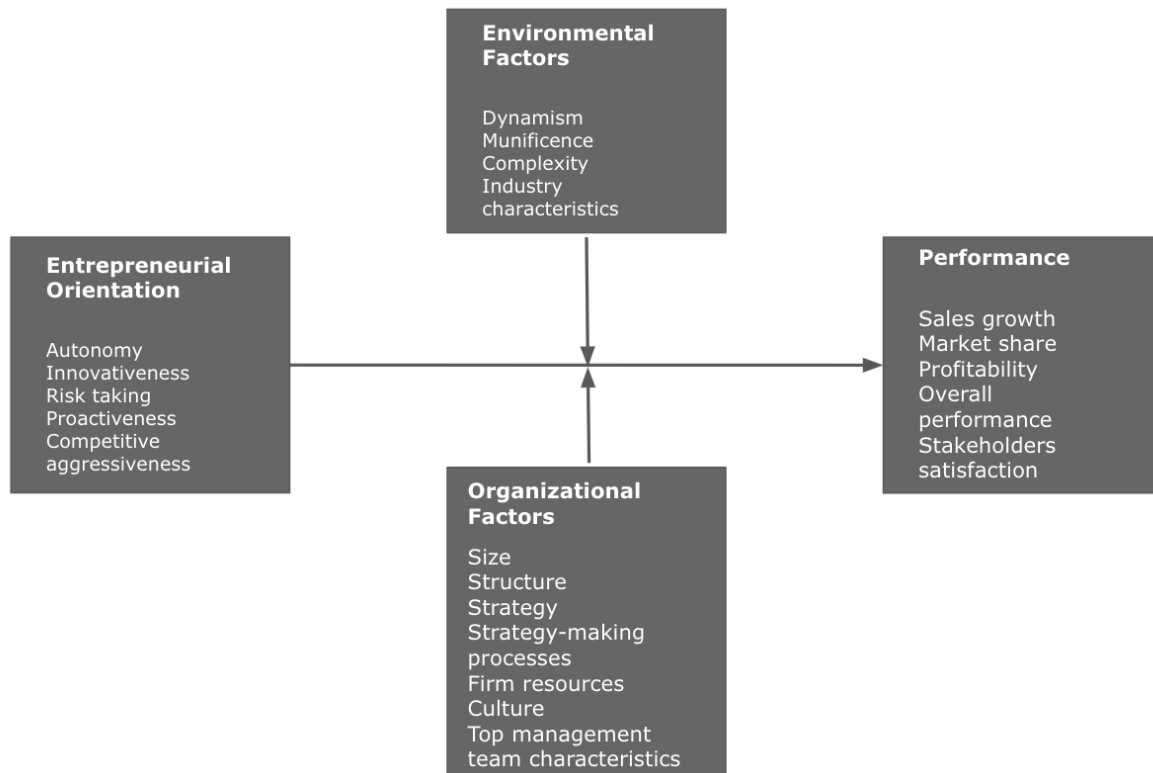 Environmental
Factors
Dynamism
Munificence
Complexity
Industry
characteristics
Entrepreneurial
Orientation
Autonomy
Innovativeness
Risk taking
Proactiveness
Competitive
aggressiveness
Performance
Sales growth
Market share
Profitability
Overall
performance
Stakeholders
satisfaction
Organizational
Factors
Size
Structure
Strategy
Strategy-making
processes
Firm resources
Culture
Top management
team characteristics